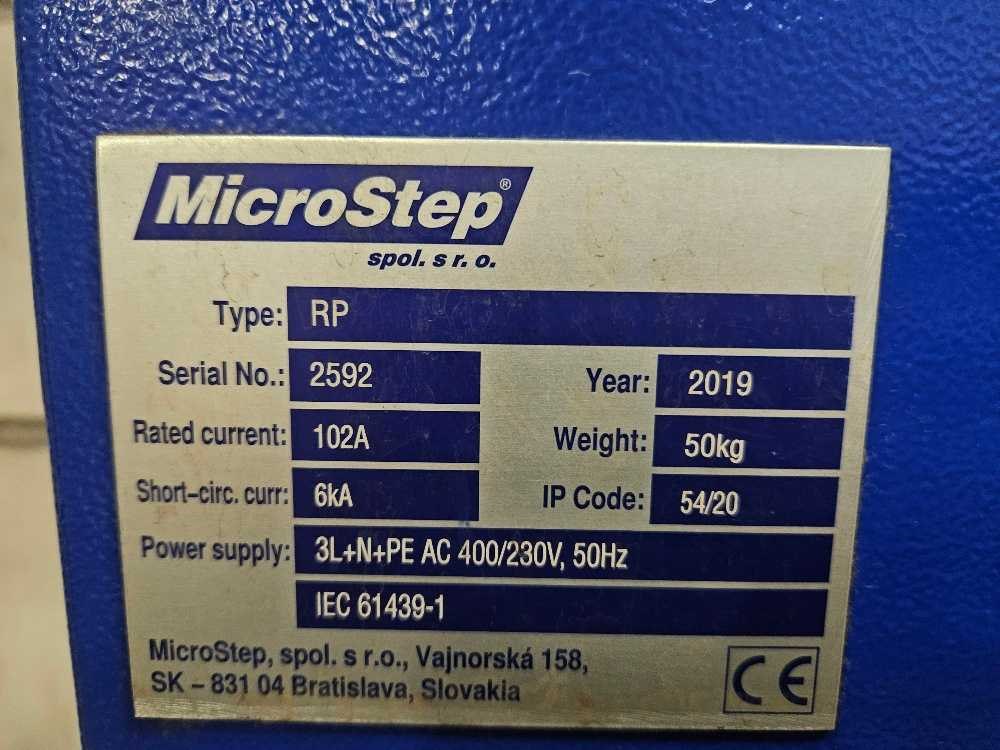 MicroStep®
spol. s r. o.
Type: RP
Serial No.: 2592 Year: 2019
Rated current: 102A Weight: 50kg
Short-circ. curr: 6kA IP Code: 54/20
Power supply: 3L+N+PE AC 400/230V, 50Hz
IEC 61439-1
MicroStep, spol. s r.o., Vajnorská 158,
SK – 831 04 Bratislava, Slovakia
CE